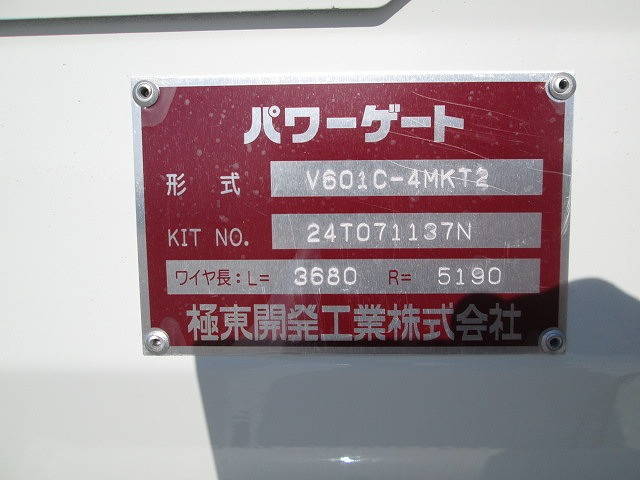 パワーゲート
形式 V601C-4MKT2
KIT NO. 24T071137N
ワイヤ長:L= 3680 R= 5190
極東開発工業株式会社